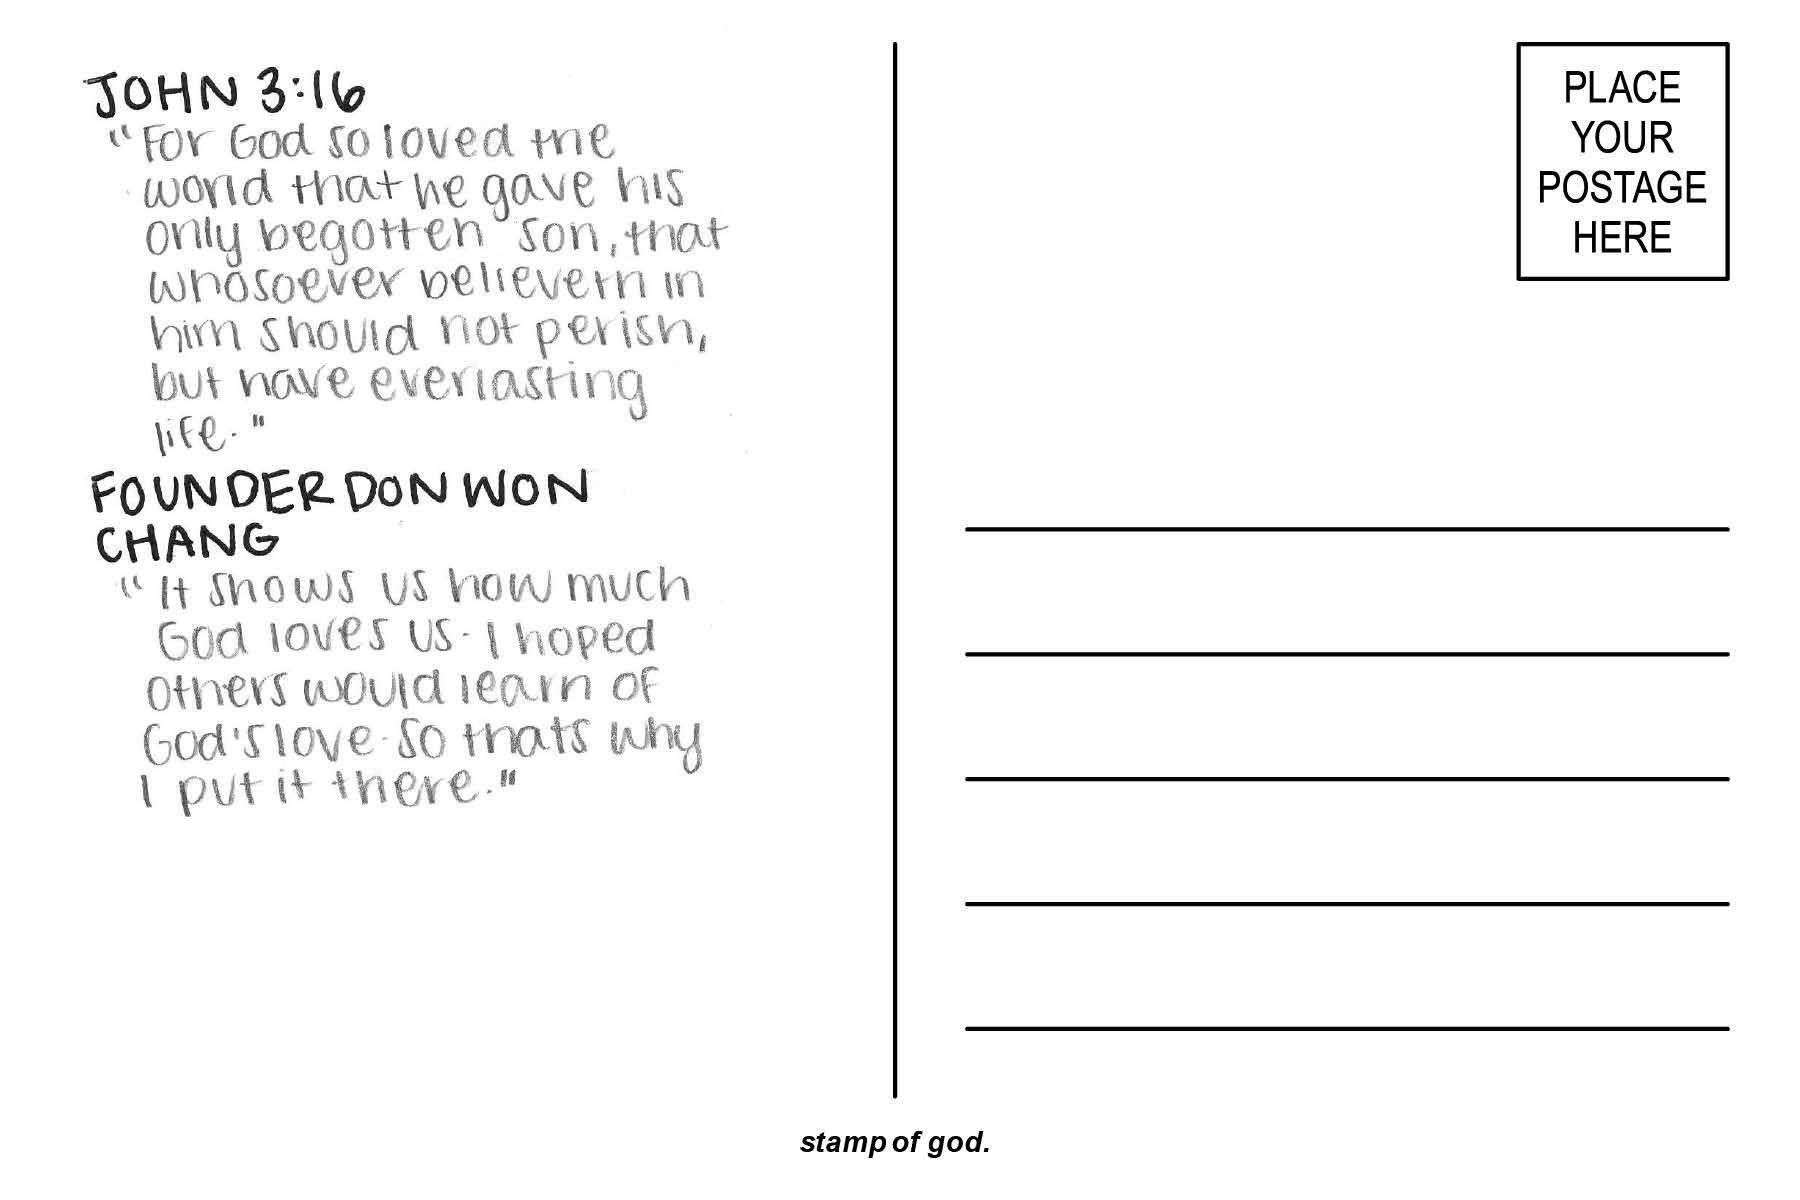 JOHN 3:16
"For God so loved the
world that he gave his
only begotten son, that
whosoever believeth in
him should not perish,
but have everlasting
life."
FOUNDER DON WON
CHANG
"It shows us how much
God loves us. I hoped
others would learn of
God's love. So thats why
I put it there."
PLACE
YOUR
POSTAGE
HERE
stamp of god.